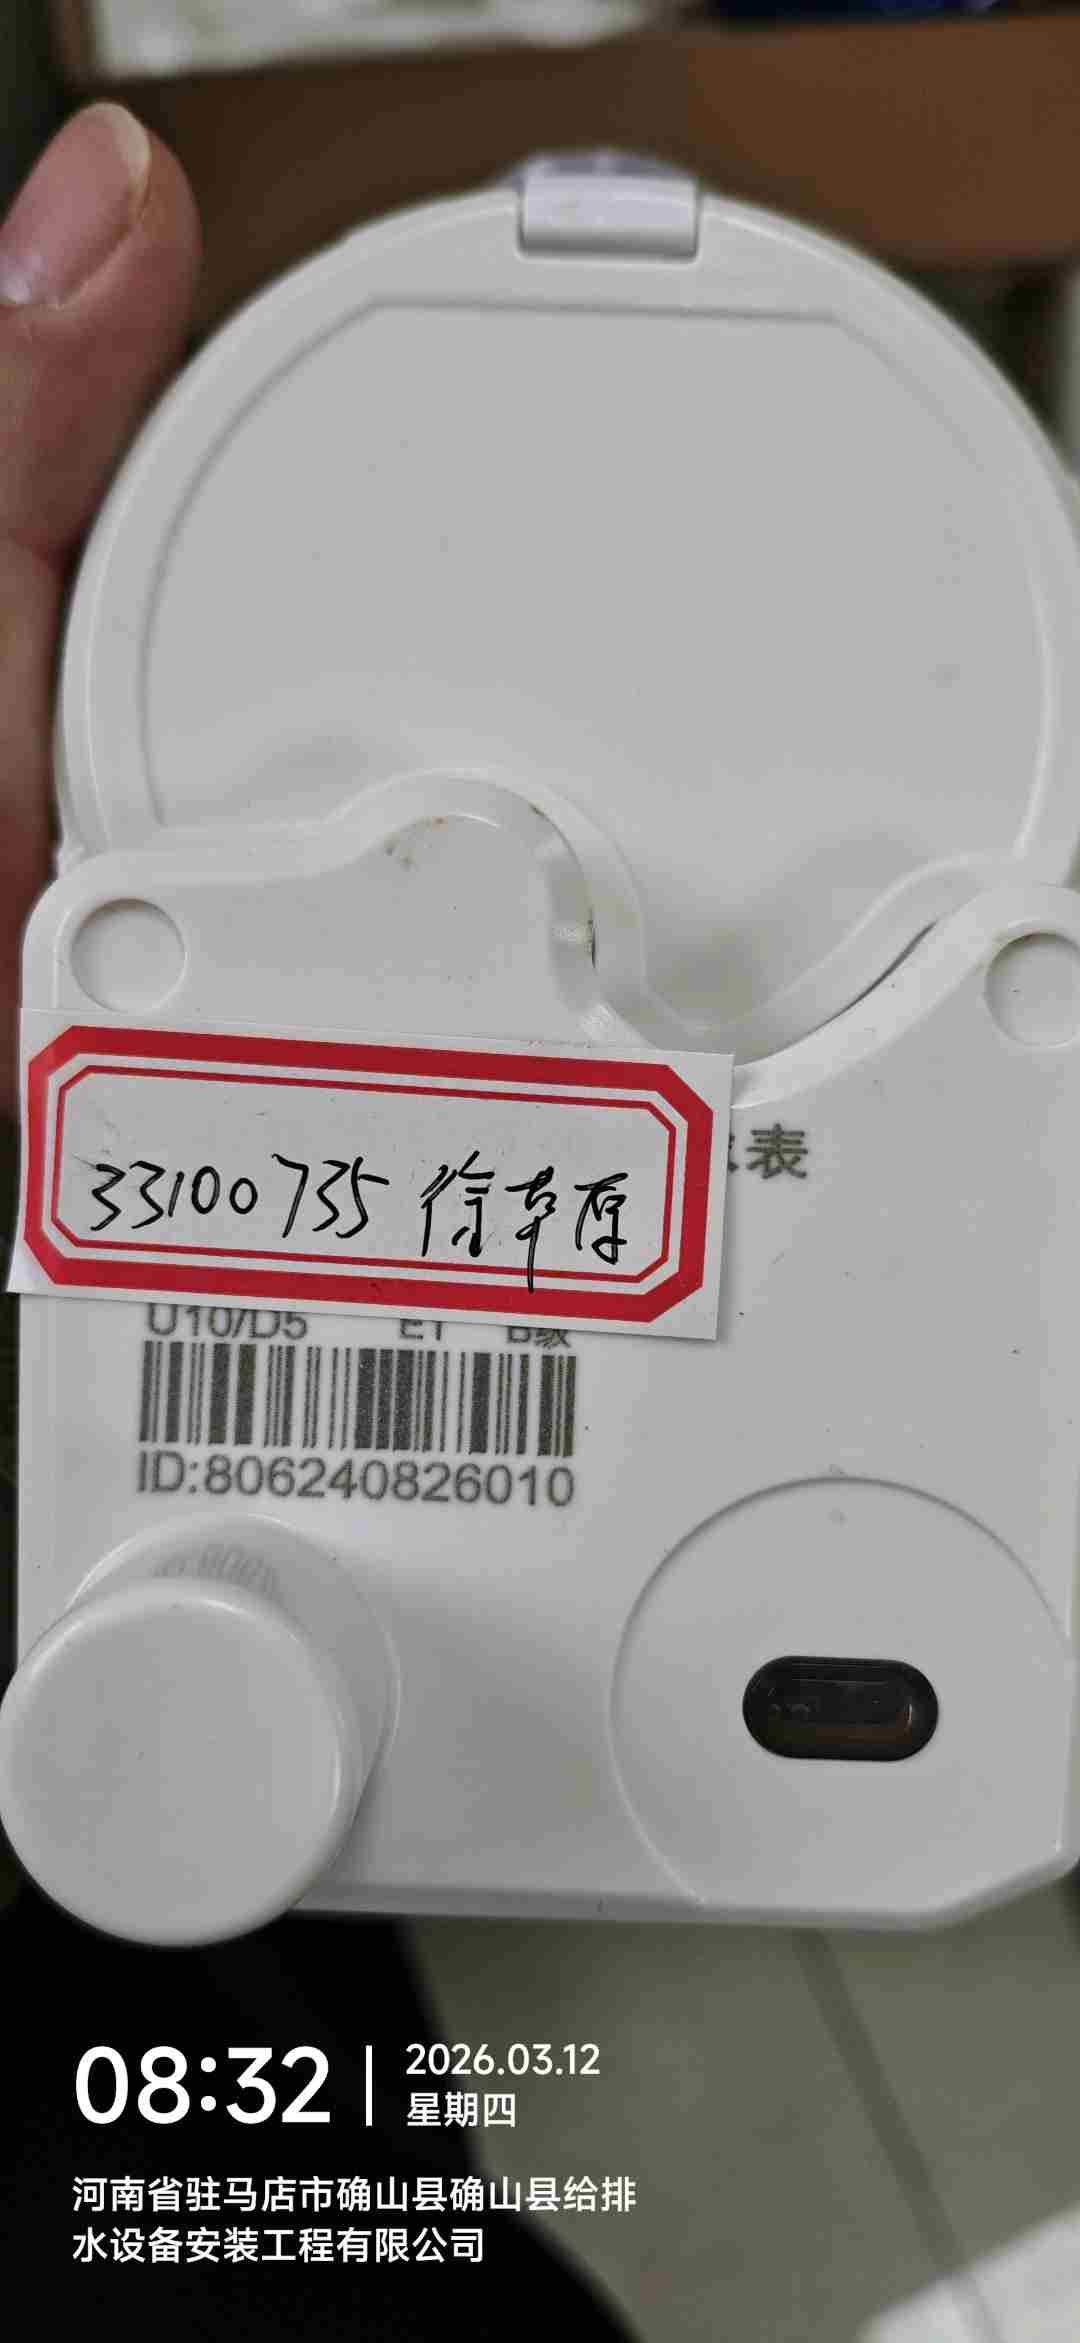 表
33100735 徐草原
U10/D5 E1 B级
ID:806240826010
08:32
2026.03.12
星期四
河南省驻马店市确山县确山县给排
水设备安装工程有限公司